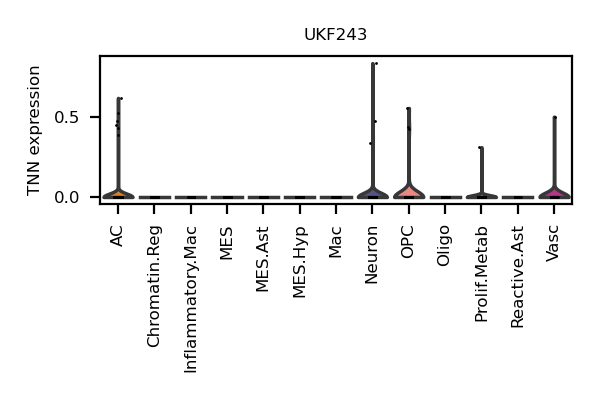 UKF243
TNN expression
0.5
0.0
AC
Chromatin.Reg
Inflammatory.Mac
MES
MES.Ast
MES.Hyp
Mac
Neuron
OPC
Oligo
Prolif.Metab
Reactive.Ast
Vasc